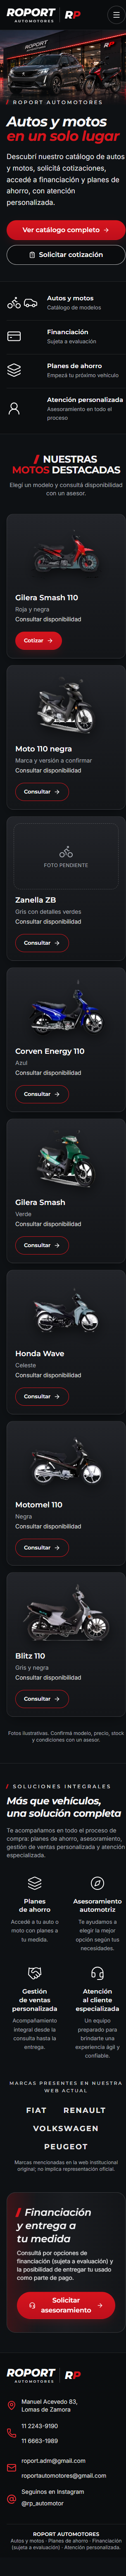 ROPORT
AUTOMOTORES
RP
ROPORT
RP
/ ROPORT AUTOMOTORES
Autos y motos
en un solo lugar
Descubrí nuestro catálogo de autos
y motos, solicitá cotizaciones,
accedé a financiación y planes de
ahorro, con atención
personalizada.
Ver catálogo completo →
Solicitar cotización
Autos y motos
Catálogo de modelos
Financiación
Sujeta a evaluación
Planes de ahorro
Empezá tu próximo vehículo
Atención personalizada
Asesoramiento en todo el
proceso
/ NUESTRAS
MOTOS DESTACADAS
Elegí un modelo y consultá disponibilidad
con un asesor.
Gilera Smash 110
Roja y negra
Consultar disponibilidad
Cotizar →
Moto 110 negra
Marca y versión a confirmar
Consultar disponibilidad
Consultar →
FOTO PENDIENTE
Zanella ZB
Gris con detalles verdes
Consultar disponibilidad
Consultar →
Corven Energy 110
Azul
Consultar disponibilidad
Consultar →
Gilera Smash
Verde
Consultar disponibilidad
Consultar →
Honda Wave
Celeste
Consultar disponibilidad
Consultar →
Motomel 110
Negra
Consultar disponibilidad
Consultar →
Blitz 110
Gris y negra
Consultar disponibilidad
Consultar →
Fotos ilustrativas. Confirmá modelo, precio, stock
y condiciones con un asesor.
/ SOLUCIONES INTEGRALES
Más que vehículos,
una solución completa
Te acompañamos en todo el proceso de
compra: planes de ahorro, asesoramiento,
gestión de ventas personalizada y atención
especializada.
Planes
de ahorro
Accedé a tu auto o
moto con planes a
tu medida.
Asesoramiento
automotriz
Te ayudamos a
elegir la mejor
opción según tus
necesidades.
Gestión
de ventas
personalizada
Acompañamiento
integral desde la
consulta hasta la
entrega.
Atención
al cliente
especializada
Un equipo
preparado para
brindarte una
experiencia ágil y
confiable.
MARCAS PRESENTES EN NUESTRA
WEB ACTUAL
FIAT RENAULT
VOLKSWAGEN
PEUGEOT
Marcas mencionadas en la web institucional
original; no implica representación oficial.
/ Financiación
y entrega a
tu medida
Consultá por opciones de
financiación (sujeta a evaluación) y
la posibilidad de entregar tu usado
como parte de pago.
Solicitar
asesoramiento →
ROPORT
AUTOMOTORES
RP
Manuel Acevedo 83,
Lomas de Zamora
11 2243-9190
11 6683-1989
roport.adm@gmail.com
roportautomotores@gmail.com
Seguinos en Instagram
@rp_automotor
ROPORT AUTOMOTORES
Autos y motos · Planes de ahorro · Financiación
(sujeta a evaluación) · Atención personalizada.